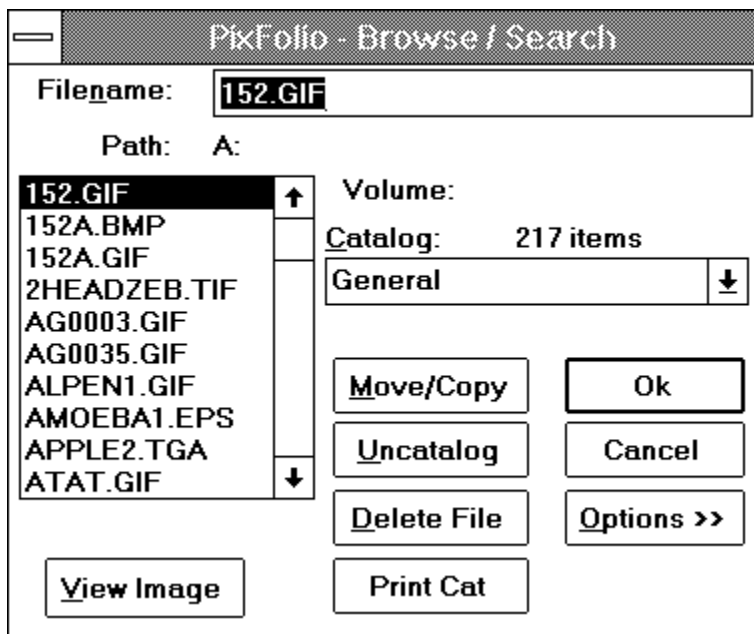 PixFolio - Browse / Search
Filename: 152.GIF
Path: A:
152.GIF
152A.BMP
152A.GIF
2HEADZEB.TIF
AG0003.GIF
AG0035.GIF
ALPEN1.GIF
AMOEBA1.EPS
APPLE2.TGA
ATAT.GIF
Volume:
Catalog: 217 items
General
Move/Copy
Ok
Uncatalog
Cancel
Delete File
Options >>
View Image
Print Cat